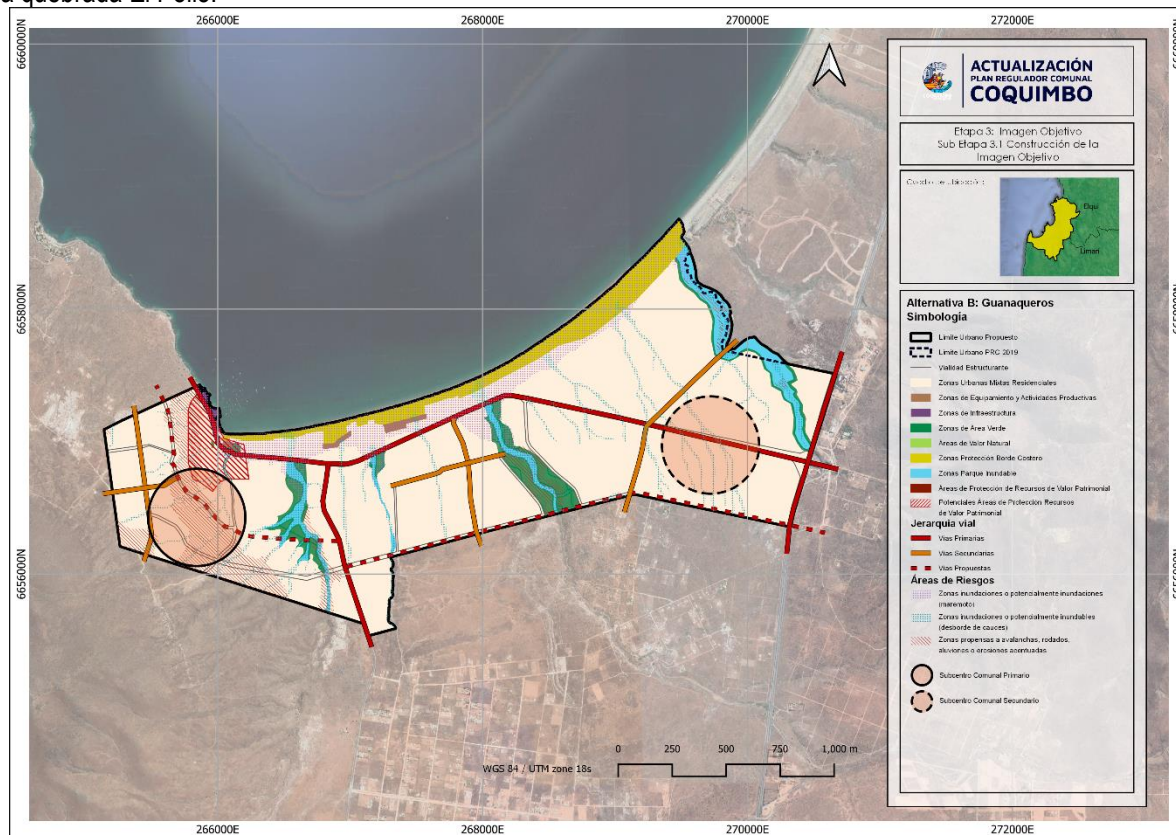 266000E
268000E
270000E
272000E
6660000N
6660000N
6658000N
6658000N
6656000N
6656000N
ACTUALIZACIÓN
PLAN REGULADOR COMUNAL
COQUIMBO
Etapa 3: Imagen Objetivo
Sub Etapa 3.1 Construcción de la
Imagen Objetivo
Cuadro de Ubicación:
Elqui
Limarí
Alternativa B: Guanaqueros
Simbología
Límite Urbano Propuesto
Límite Urbano PRC 2019
Vialidad Estructurante
Zonas Urbanas Mixtas Residenciales
Zonas de Equipamiento y Actividades Productivas
Zonas de Infraestructura
Zonas de Área Verde
Áreas de Valor Natural
Zonas Protección Borde Costero
Zonas Parque Inundable
Áreas de Protección de Recursos de Valor Patrimonial
Potenciales Áreas de Protección Recursos
de Valor Patrimonial
Jerarquía vial
Vías Primarias
Vías Secundarias
Vías Propuestas
Áreas de Riesgos
Zonas inundaciones o potencialmente inundaciones
(maremoto)
Zonas inundaciones o potencialmente inundables
(desborde de cauces)
Zonas propensas a avalanchas, rodados,
aluviones o erosiones acentuadas
Subcentro Comunal Primario
Subcentro Comunal Secundario
WGS 84 / UTM zone 18s
0 250 500 750 1,000 m
266000E
268000E
270000E
272000E